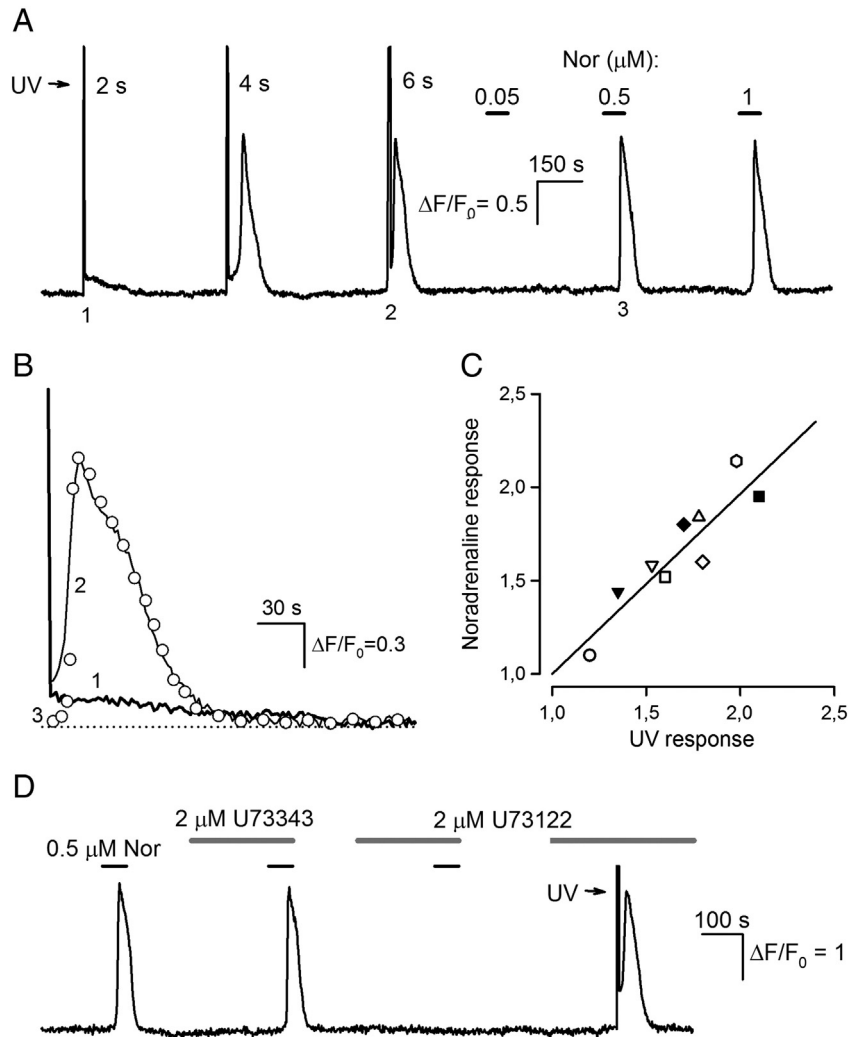 A
UV → 2 s 4 s 6 s
Nor (μM):
0.05 0.5 1
150 s
ΔF/F₀= 0.5
1 2 3
B
2
1
3
30 s
ΔF/F₀=0.3
C
Noradrenaline response
2,5
2,0
1,5
1,0
1,0 1,5 2,0 2,5
UV response
D
2 μM U73343 2 μM U73122
0.5 μM Nor
UV →
100 s
ΔF/F₀ = 1